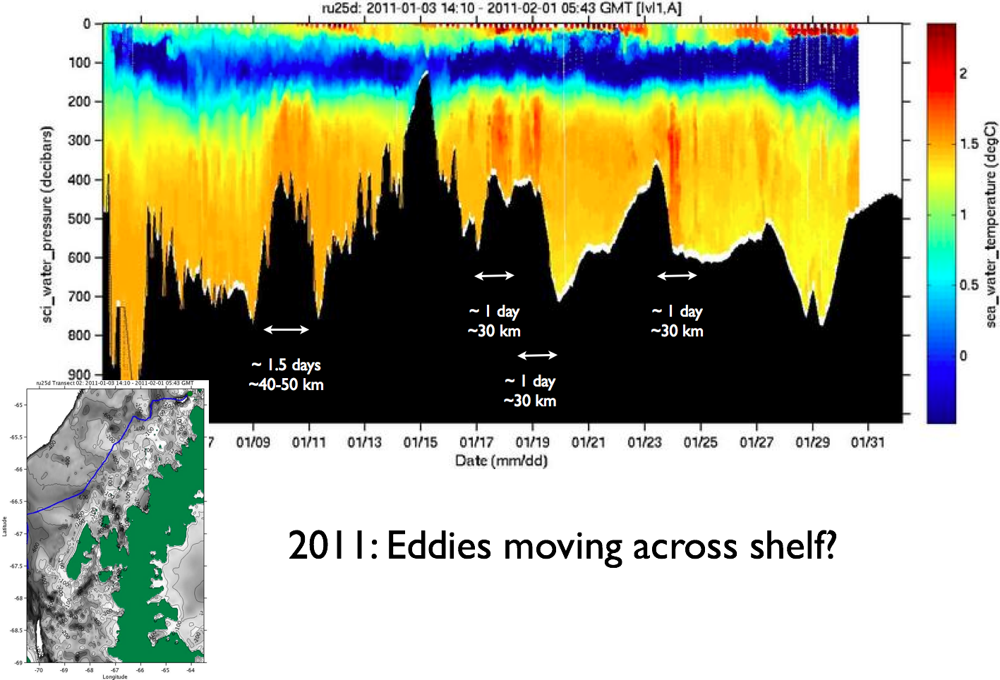 ru25d: 2011-01-03 14:10 - 2011-02-01 05:43 GMT [lvl1,A]
0
100
200
300
400
500
600
700
800
900
sci_water_pressure (decibars)
~ 1.5 days
~40-50 km
~ 1 day
~30 km
~ 1 day
~30 km
~ 1 day
~30 km
7 01/09 01/11 01/13 01/15 01/17 01/19 01/21 01/23 01/25 01/27 01/29 01/31
Date (mm/dd)
2
1.5
1
0.5
0
sea_water_temperature (degC)
ru25d Transect 02: 2011-01-03 14:10 - 2011-02-01 05:43 GMT
-65
-65.5
-66
-66.5
-67
-67.5
-68
-68.5
-69
Latitude
-70 -69 -68 -67 -66 -65 -64
Longitude
2011: Eddies moving across shelf?